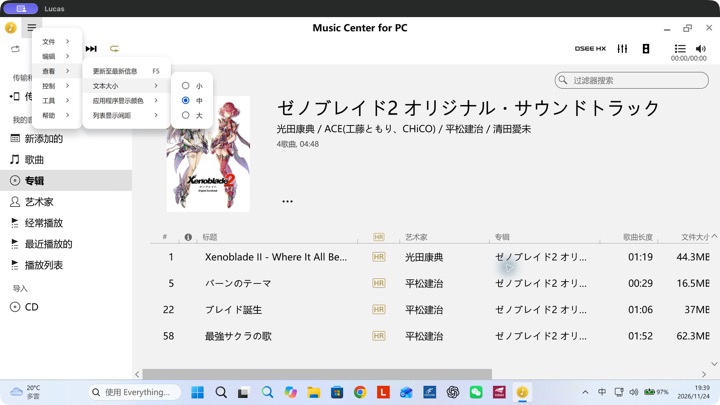 Lucas
Music Center for PC
文件
编辑
查看
控制
工具
帮助
更新至最新信息 F5
文本大小
应用程序显示颜色
列表显示间距
小
中
大
DSEE HX
00:00/00:00
过滤器搜索
新添加的
歌曲
专辑
艺术家
经常播放
最近播放的
播放列表
导入
CD
Xenoblade 2
Original Soundtrack
ゼノブレイド2 オリジナル・サウンドトラック
光田康典 / ACE(工藤ともり、CHiCO) / 平松建治 / 清田愛未
4歌曲, 04:48
...
# 标题 HR 艺术家 专辑 歌曲长度 文件大小
1 Xenoblade II - Where It All Be... HR 光田康典 ゼノブレイド2 オリ... 01:19 44.3MB
5 バーンのテーマ HR 平松建治 ゼノブレイド2 オリ... 00:29 16.5MB
22 ブレイド誕生 HR 平松建治 ゼノブレイド2 オリ... 01:06 37MB
58 最強サクラの歌 HR 平松建治 ゼノブレイド2 オリ... 01:52 62.3MB
20°C
多云
使用 Everything...
中
97%
19:39
2026/11/24